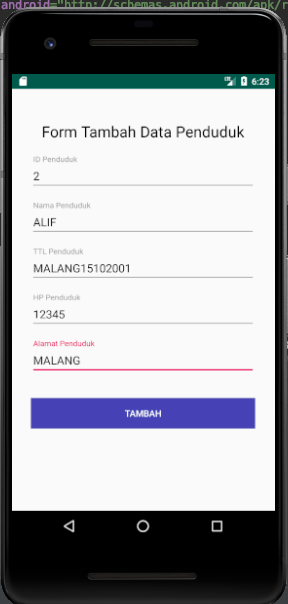 android="http://schemas.android.com/apk/r
6:23
Form Tambah Data Penduduk
ID Penduduk
2
Nama Penduduk
ALIF
TTL Penduduk
MALANG15102001
HP Penduduk
12345
Alamat Penduduk
MALANG
TAMBAH